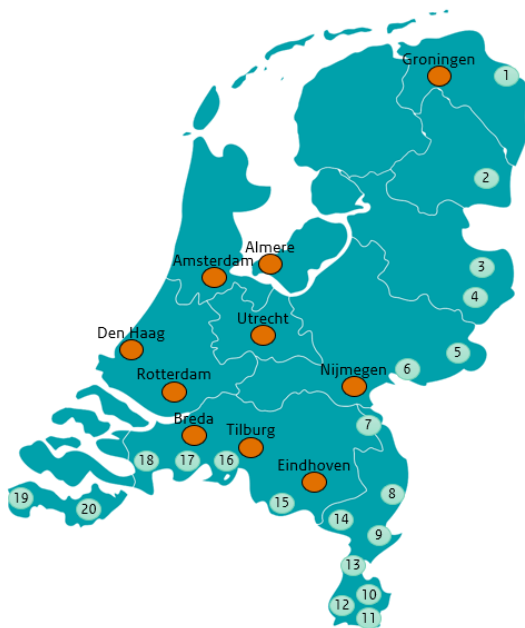 Groningen
1
2
Almere
Amsterdam
3
4
Utrecht
Den Haag
5
6
Nijmegen
Rotterdam
7
Breda
Tilburg
18
17
16
Eindhoven
19
20
15
8
14
9
13
10
12
11